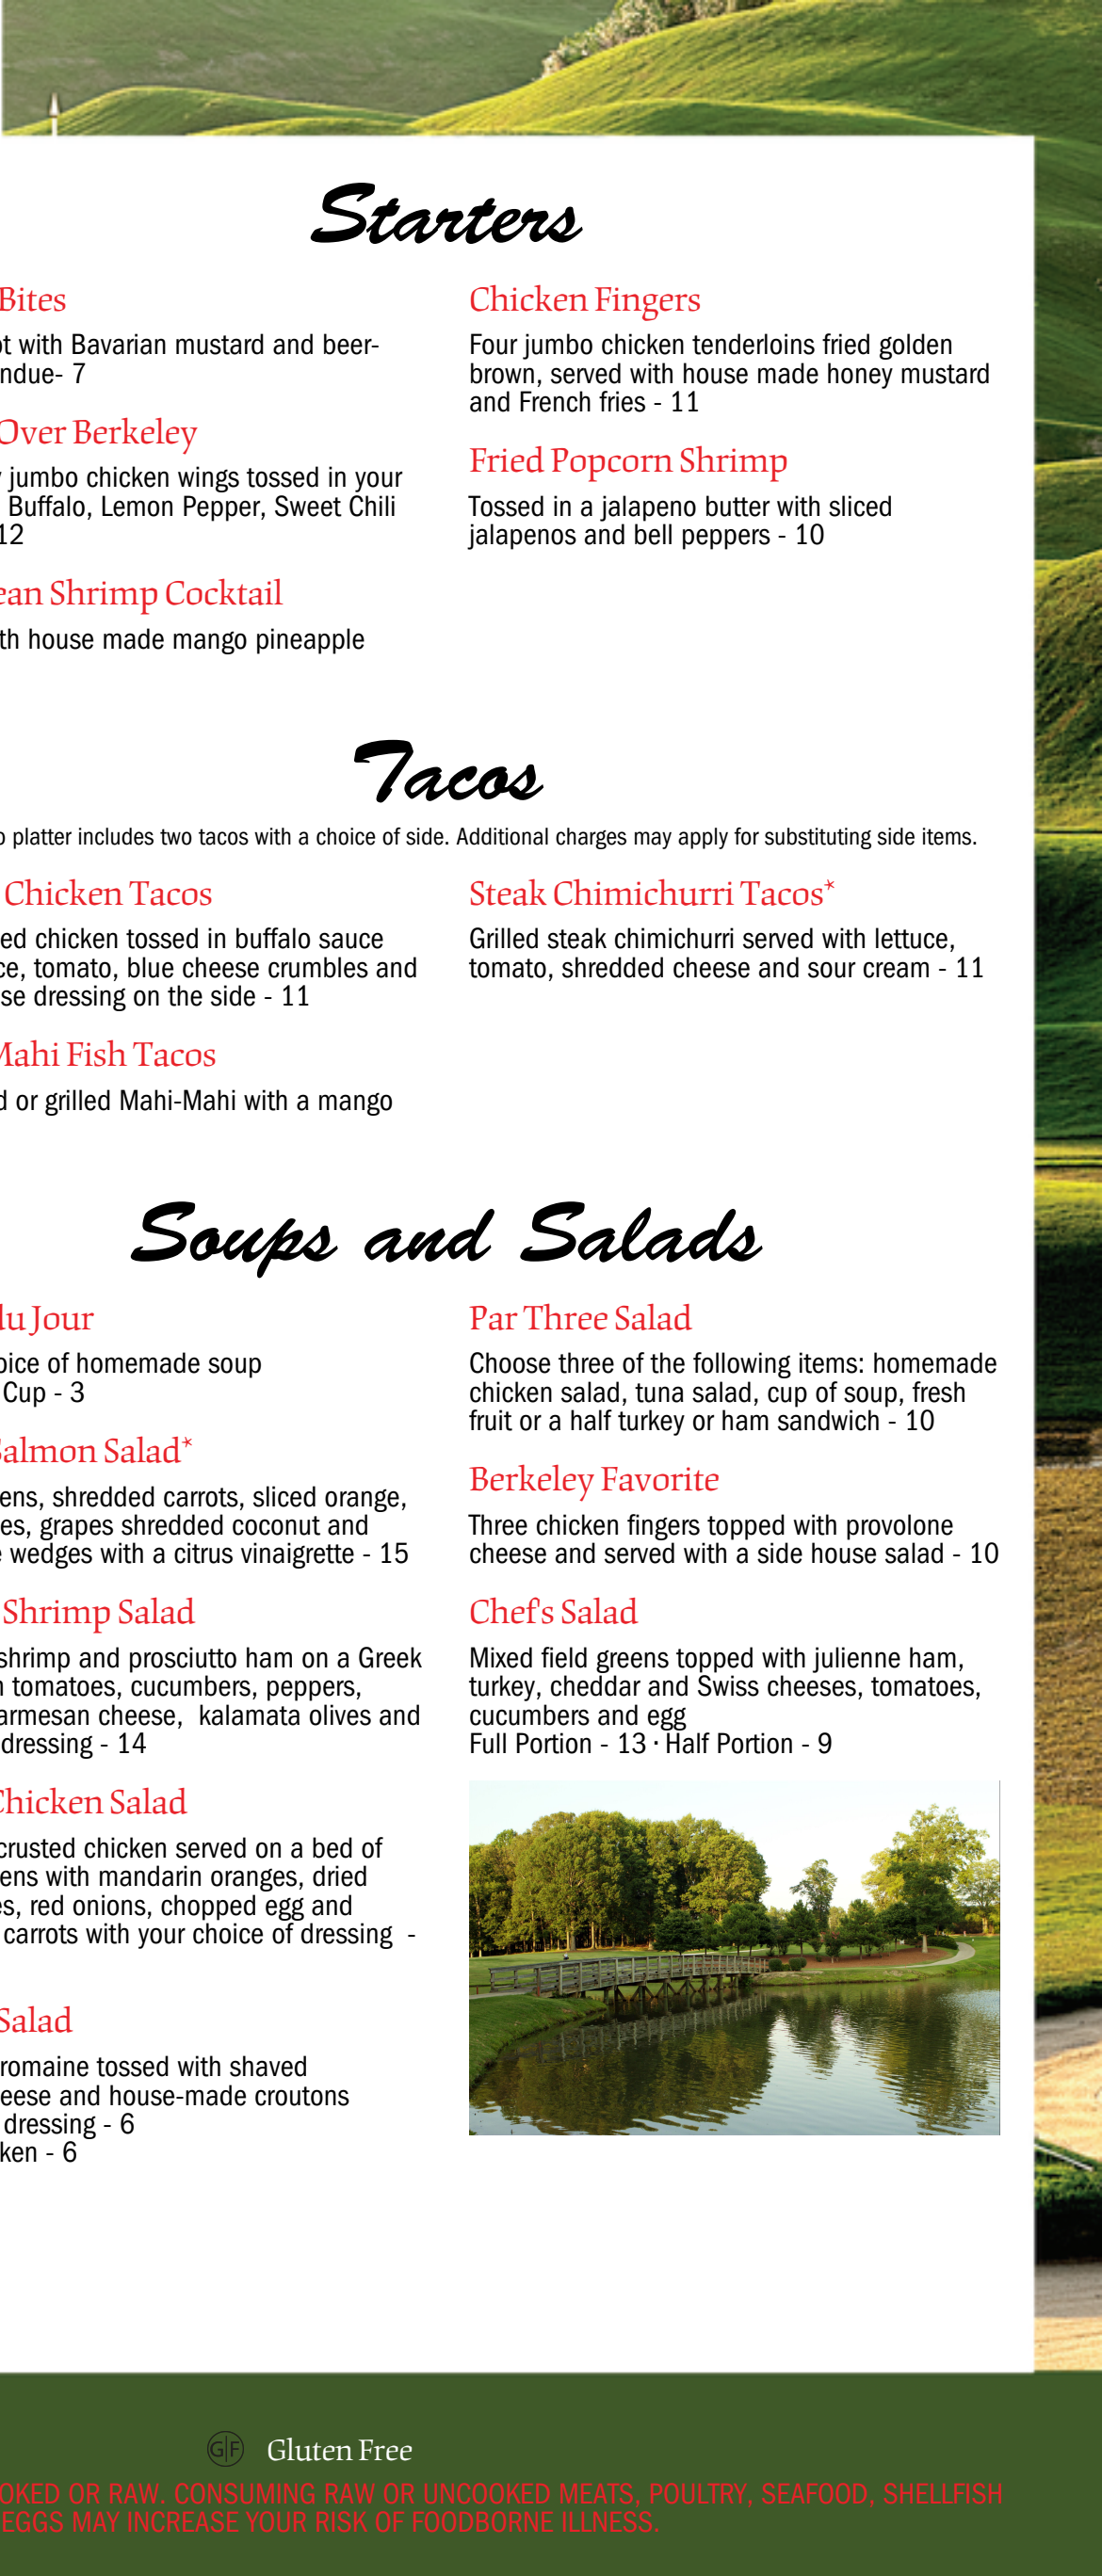 Starters
Bites
ot with Bavarian mustard and beer-
ndue- 7
Over Berkeley
jumbo chicken wings tossed in your
Buffalo, Lemon Pepper, Sweet Chili
12
ean Shrimp Cocktail
th house made mango pineapple
Chicken Fingers
Four jumbo chicken tenderloins fried golden
brown, served with house made honey mustard
and French fries - 11
Fried Popcorn Shrimp
Tossed in a jalapeno butter with sliced
jalapenos and bell peppers - 10
Tacos
o platter includes two tacos with a choice of side. Additional charges may apply for substituting side items.
Chicken Tacos
ed chicken tossed in buffalo sauce
ce, tomato, blue cheese crumbles and
se dressing on the side - 11
Mahi Fish Tacos
d or grilled Mahi-Mahi with a mango
Steak Chimichurri Tacos*
Grilled steak chimichurri served with lettuce,
tomato, shredded cheese and sour cream - 11
Soups and Salads
du Jour
oice of homemade soup
Cup - 3
Salmon Salad*
ens, shredded carrots, sliced orange,
es, grapes shredded coconut and
e wedges with a citrus vinaigrette - 15
Shrimp Salad
shrimp and prosciutto ham on a Greek
n tomatoes, cucumbers, peppers,
armesan cheese, kalamata olives and
dressing - 14
Chicken Salad
crusted chicken served on a bed of
ens with mandarin oranges, dried
es, red onions, chopped egg and
carrots with your choice of dressing -
Salad
romaine tossed with shaved
eese and house-made croutons
dressing - 6
ken - 6
Par Three Salad
Choose three of the following items: homemade
chicken salad, tuna salad, cup of soup, fresh
fruit or a half turkey or ham sandwich - 10
Berkeley Favorite
Three chicken fingers topped with provolone
cheese and served with a side house salad - 10
Chef's Salad
Mixed field greens topped with julienne ham,
turkey, cheddar and Swiss cheeses, tomatoes,
cucumbers and egg
Full Portion - 13 · Half Portion - 9
GF Gluten Free
OKED OR RAW. CONSUMING RAW OR UNCOOKED MEATS, POULTRY, SEAFOOD, SHELLFISH
EGGS MAY INCREASE YOUR RISK OF FOODBORNE ILLNESS.